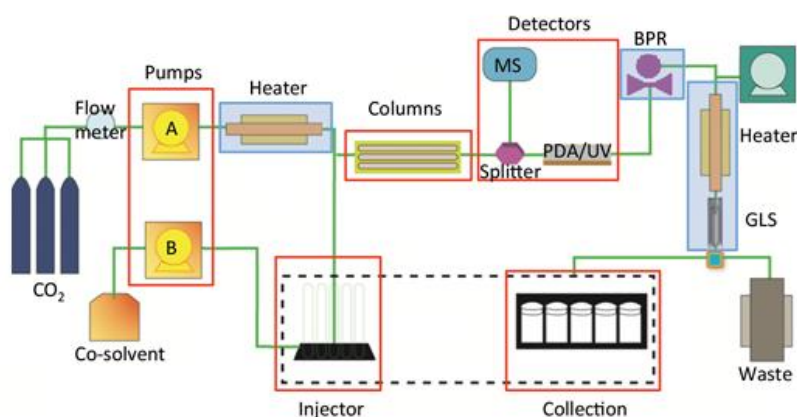 Detectors
BPR
Pumps
MS
Heater
Flow
meter
A
Columns
Heater
PDA/UV
Splitter
GLS
B
CO₂
Co-solvent
Waste
Injector
Collection